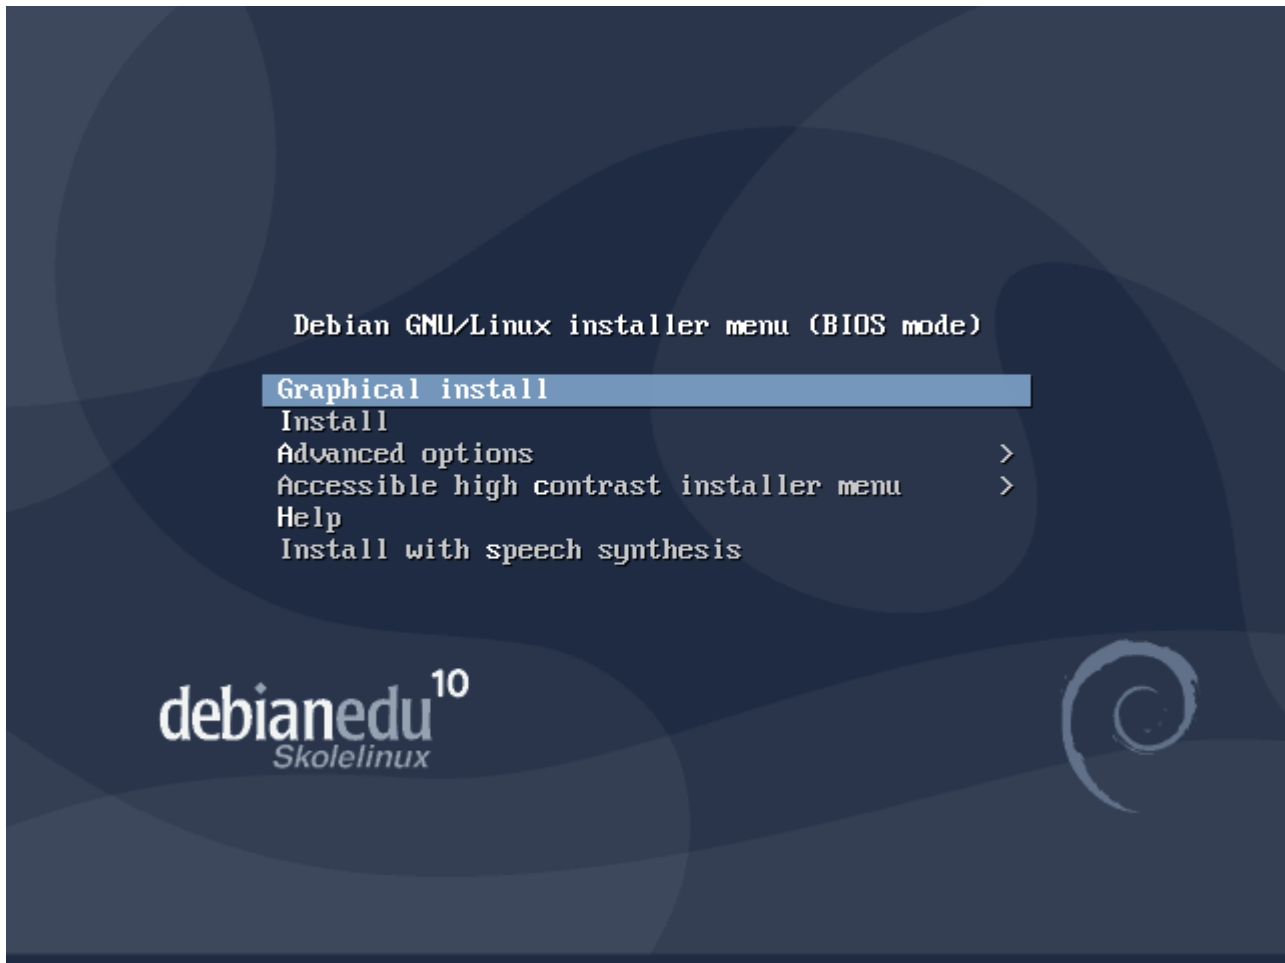 Debian GNU/Linux installer menu (BIOS mode)
Graphical install
Install
Advanced options >
Accessible high contrast installer menu >
Help
Install with speech synthesis
debianedu 10
Skolelinux